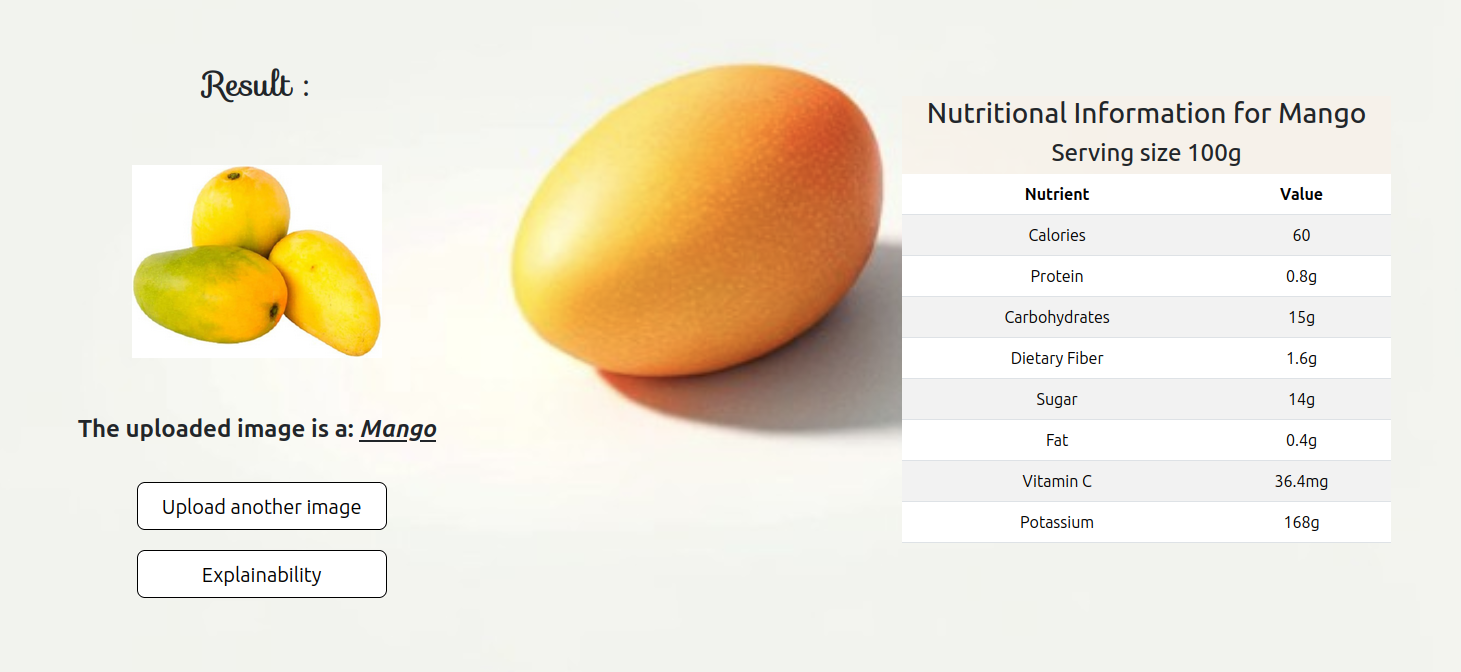 Result :
The uploaded image is a: Mango
Upload another image
Explainability
Nutritional Information for Mango
Serving size 100g
Nutrient Value
Calories 60
Protein 0.8g
Carbohydrates 15g
Dietary Fiber 1.6g
Sugar 14g
Fat 0.4g
Vitamin C 36.4mg
Potassium 168g